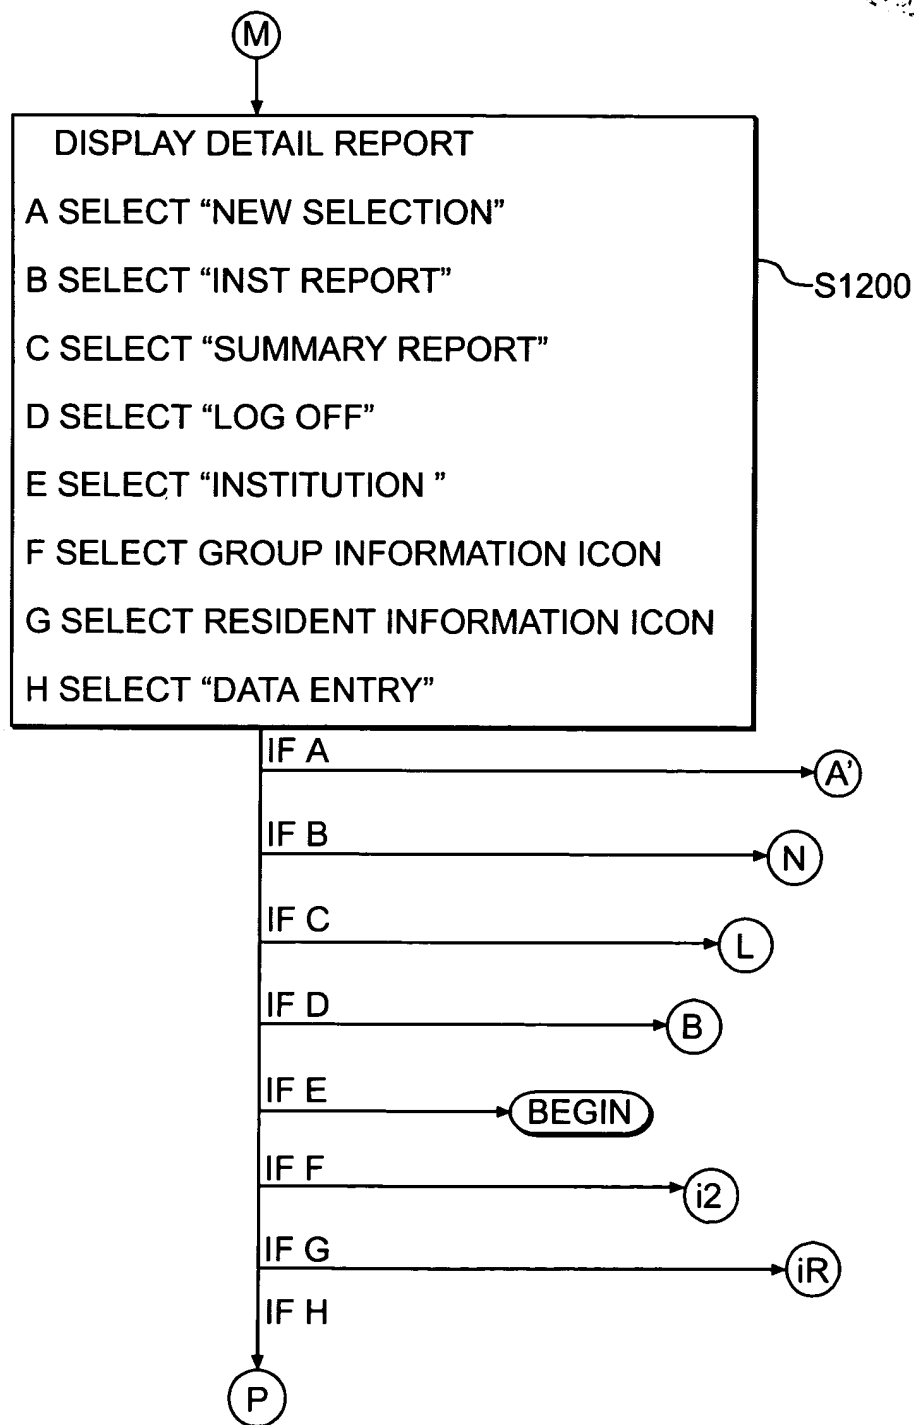 M
DISPLAY DETAIL REPORT
A SELECT “NEW SELECTION”
B SELECT “INST REPORT”
C SELECT “SUMMARY REPORT”
D SELECT “LOG OFF”
E SELECT “INSTITUTION ”
F SELECT GROUP INFORMATION ICON
G SELECT RESIDENT INFORMATION ICON
H SELECT “DATA ENTRY”
S1200
IF A
A'
IF B
N
IF C
L
IF D
B
IF E
BEGIN
IF F
i2
IF G
iR
IF H
P